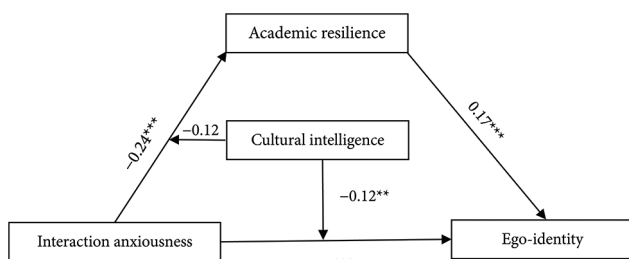 Academic resilience
−0.24***
−0.12
Cultural intelligence
0.17***
−0.12**
Interaction anxiousness
Ego-identity